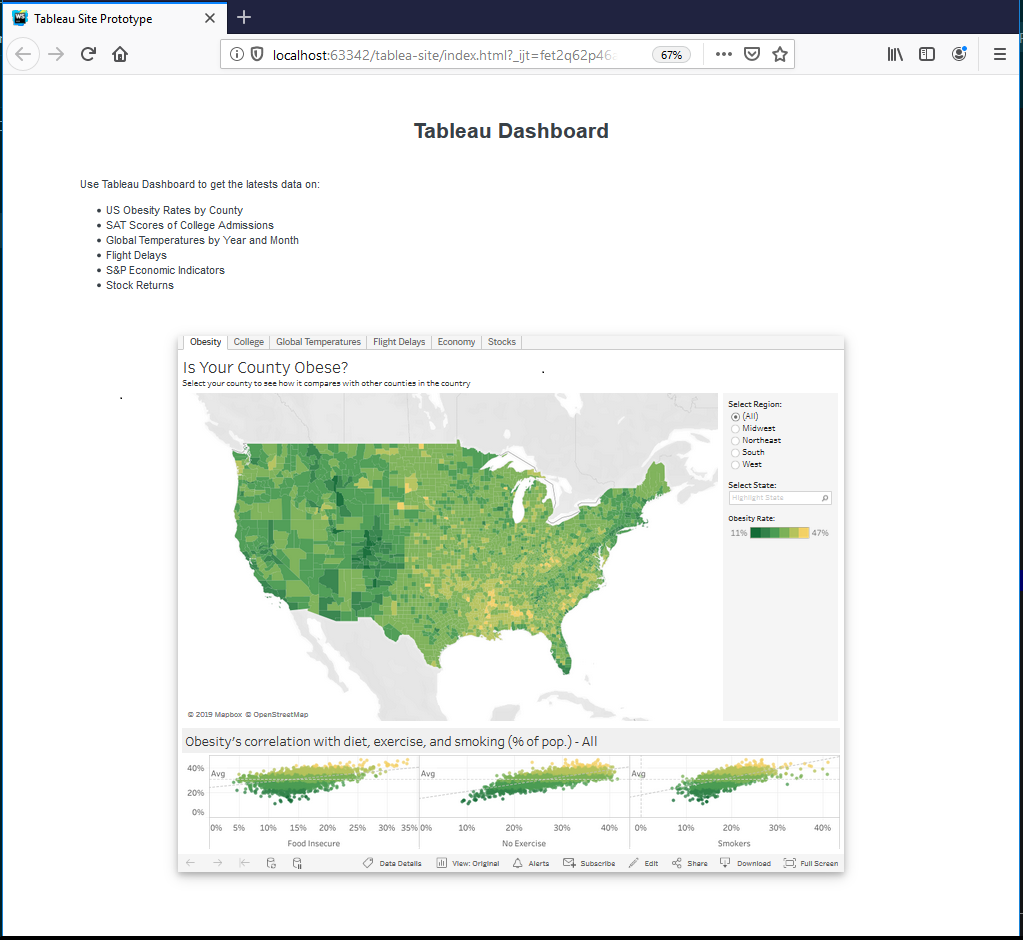 Tableau Site Prototype
localhost:63342/tablea-site/index.html?_ijt=fet2q62p46
67%
Tableau Dashboard
Use Tableau Dashboard to get the latests data on:
US Obesity Rates by County
SAT Scores of College Admissions
Global Temperatures by Year and Month
Flight Delays
S&P Economic Indicators
Stock Returns
Obesity College Global Temperatures Flight Delays Economy Stocks
Is Your County Obese?
Select your county to see how it compares with other counties in the country
Select Region:
(All)
Midwest
Northeast
South
West
Select State:
Highlight State
Obesity Rate:
11% 47%
© 2019 Mapbox © OpenStreetMap
Obesity's correlation with diet, exercise, and smoking (% of pop.) - All
40%
Avg Avg Avg
20%
0%
0% 5% 10% 15% 20% 25% 30% 35% 0% 10% 20% 30% 40% 0% 10% 20% 30% 40%
Food Insecure No Exercise Smokers
Data Details View: Original Alerts Subscribe Edit Share Download Full Screen